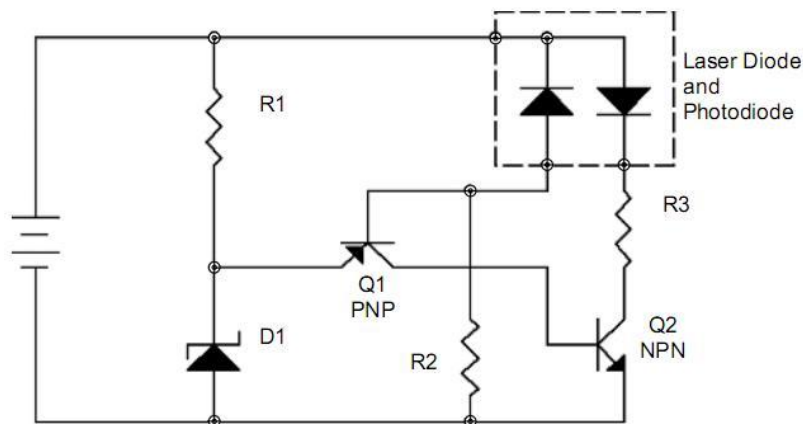 Laser Diode
and
Photodiode
R1
R3
Q1
PNP
D1
R2
Q2
NPN